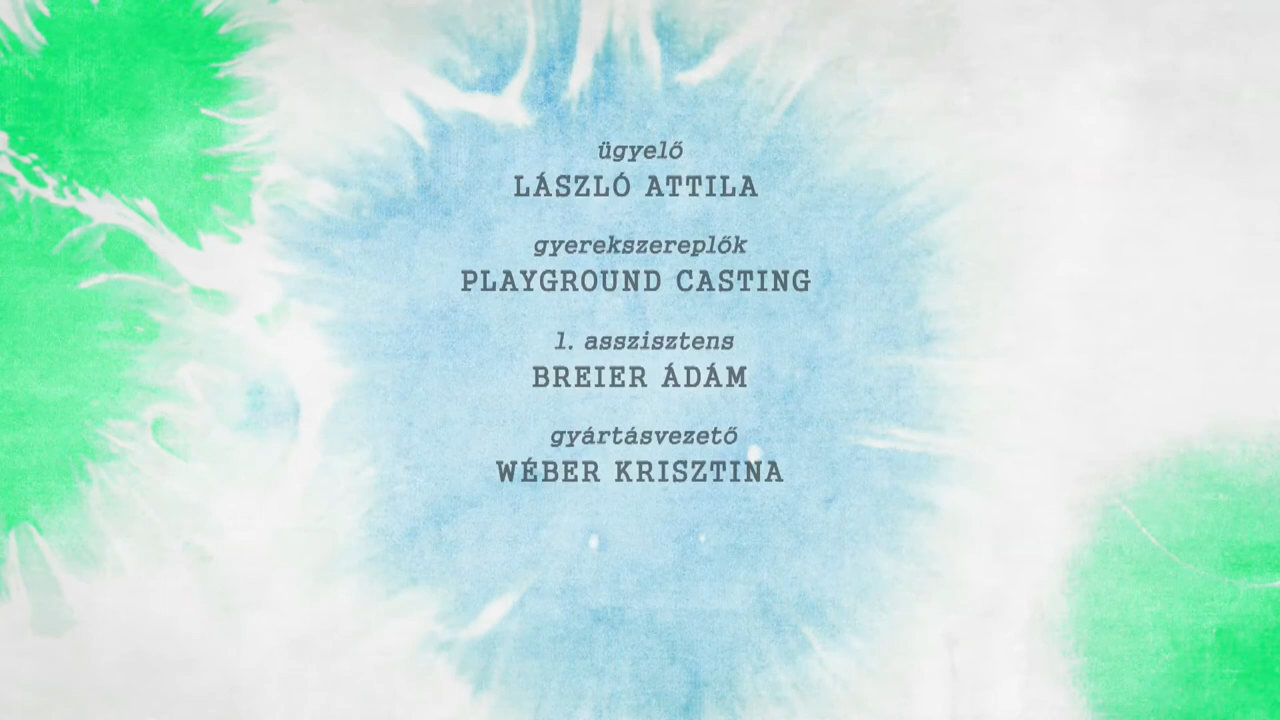 ügyelő
LÁSZLÓ ATTILA
gyerekszereplők
PLAYGROUND CASTING
1. asszisztens
BREIER ÁDÁM
gyártásvezető
WÉBER KRISZTINA